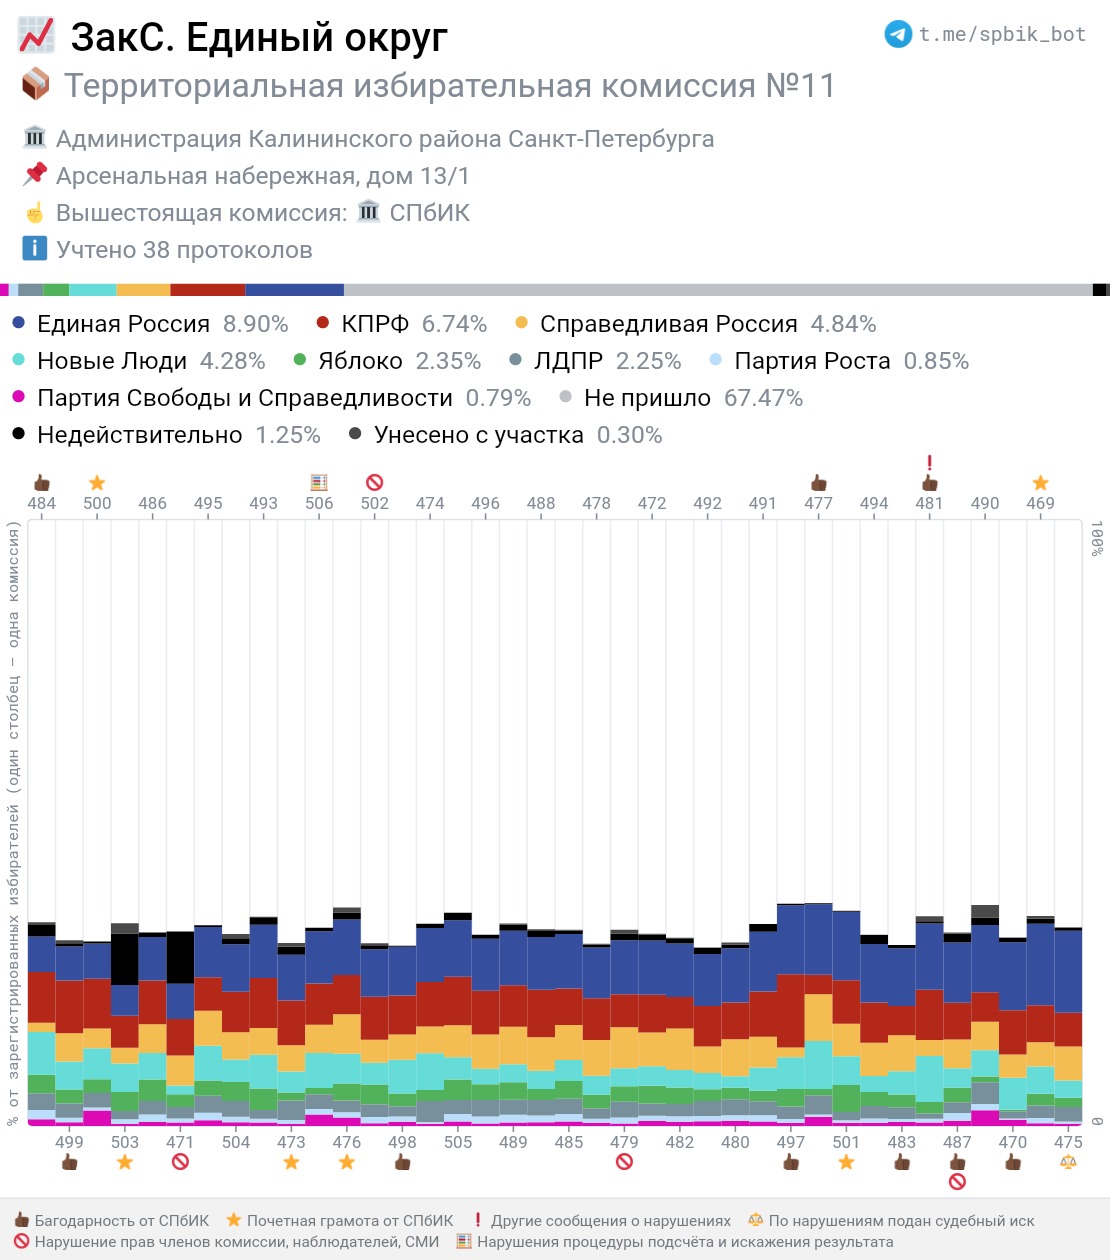 ЗакС. Единый округ
t.me/spbik_bot
Территориальная избирательная комиссия №11
Администрация Калининского района Санкт-Петербурга
Арсенальная набережная, дом 13/1
Вышестоящая комиссия: СПбИК
Учтено 38 протоколов
Единая Россия 8.90% КПРФ 6.74% Справедливая Россия 4.84%
Новые Люди 4.28% Яблоко 2.35% ЛДПР 2.25% Партия Роста 0.85%
Партия Свободы и Справедливости 0.79% Не пришло 67.47%
Недействительно 1.25% Унесено с участка 0.30%
484 500 486 495 493 506 502 474 496 488 478 472 492 491 477 494 481 490 469
% от зарегистрированных избирателей (один столбец – одна комиссия)
100%
0
499 503 471 504 473 476 498 505 489 485 479 482 480 497 501 483 487 470 475
Багодарность от СПбИК Почетная грамота от СПбИК Другие сообщения о нарушениях По нарушениям подан судебный иск
Нарушение прав членов комиссии, наблюдателей, СМИ Нарушения процедуры подсчёта и искажения результата